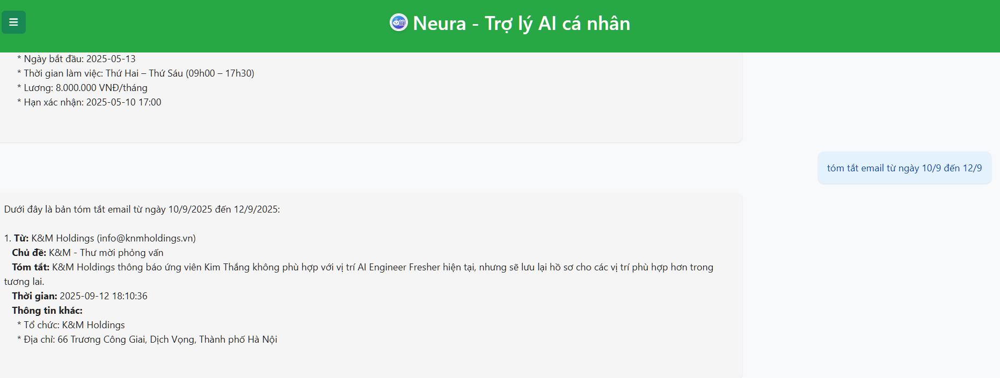 Neura - Trợ lý AI cá nhân
* Ngày bắt đầu: 2025-05-13
* Thời gian làm việc: Thứ Hai – Thứ Sáu (09h00 – 17h30)
* Lương: 8.000.000 VNĐ/tháng
* Hạn xác nhận: 2025-05-10 17:00
tóm tắt email từ ngày 10/9 đến 12/9
Dưới đây là bản tóm tắt email từ ngày 10/9/2025 đến 12/9/2025:
1. Từ: K&M Holdings (info@knmholdings.vn)
Chủ đề: K&M - Thư mời phỏng vấn
Tóm tắt: K&M Holdings thông báo ứng viên Kim Thắng không phù hợp với vị trí AI Engineer Fresher hiện tại, nhưng sẽ lưu lại hồ sơ cho các vị trí phù hợp hơn trong
tương lai.
Thời gian: 2025-09-12 18:10:36
Thông tin khác:
* Tổ chức: K&M Holdings
* Địa chỉ: 66 Trương Công Giai, Dịch Vọng, Thành phố Hà Nội